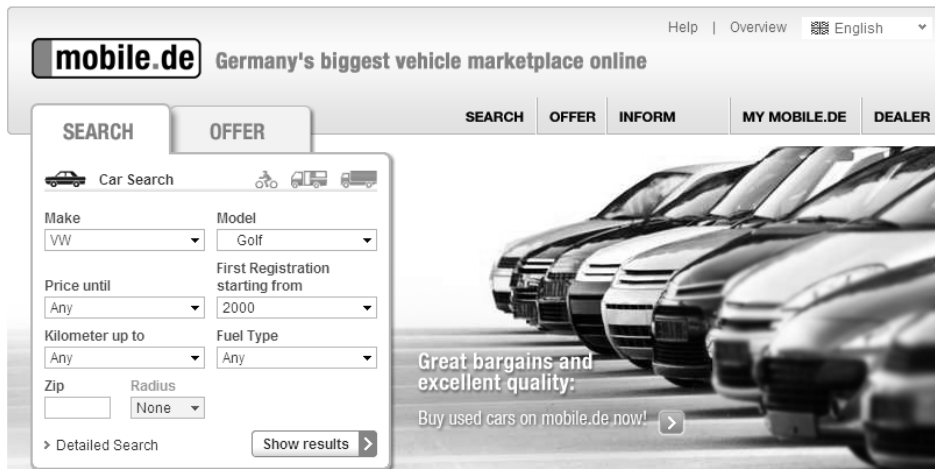 Help | Overview English
mobile.de Germany's biggest vehicle marketplace online
SEARCH OFFER INFORM MY MOBILE.DE DEALER
SEARCH OFFER
Car Search
Make Model
VW Golf
Price until First Registration
starting from
Any 2000
Kilometer up to Fuel Type
Any Any
Zip Radius
None
Detailed Search Show results
Great bargains and
excellent quality:
Buy used cars on mobile.de now!